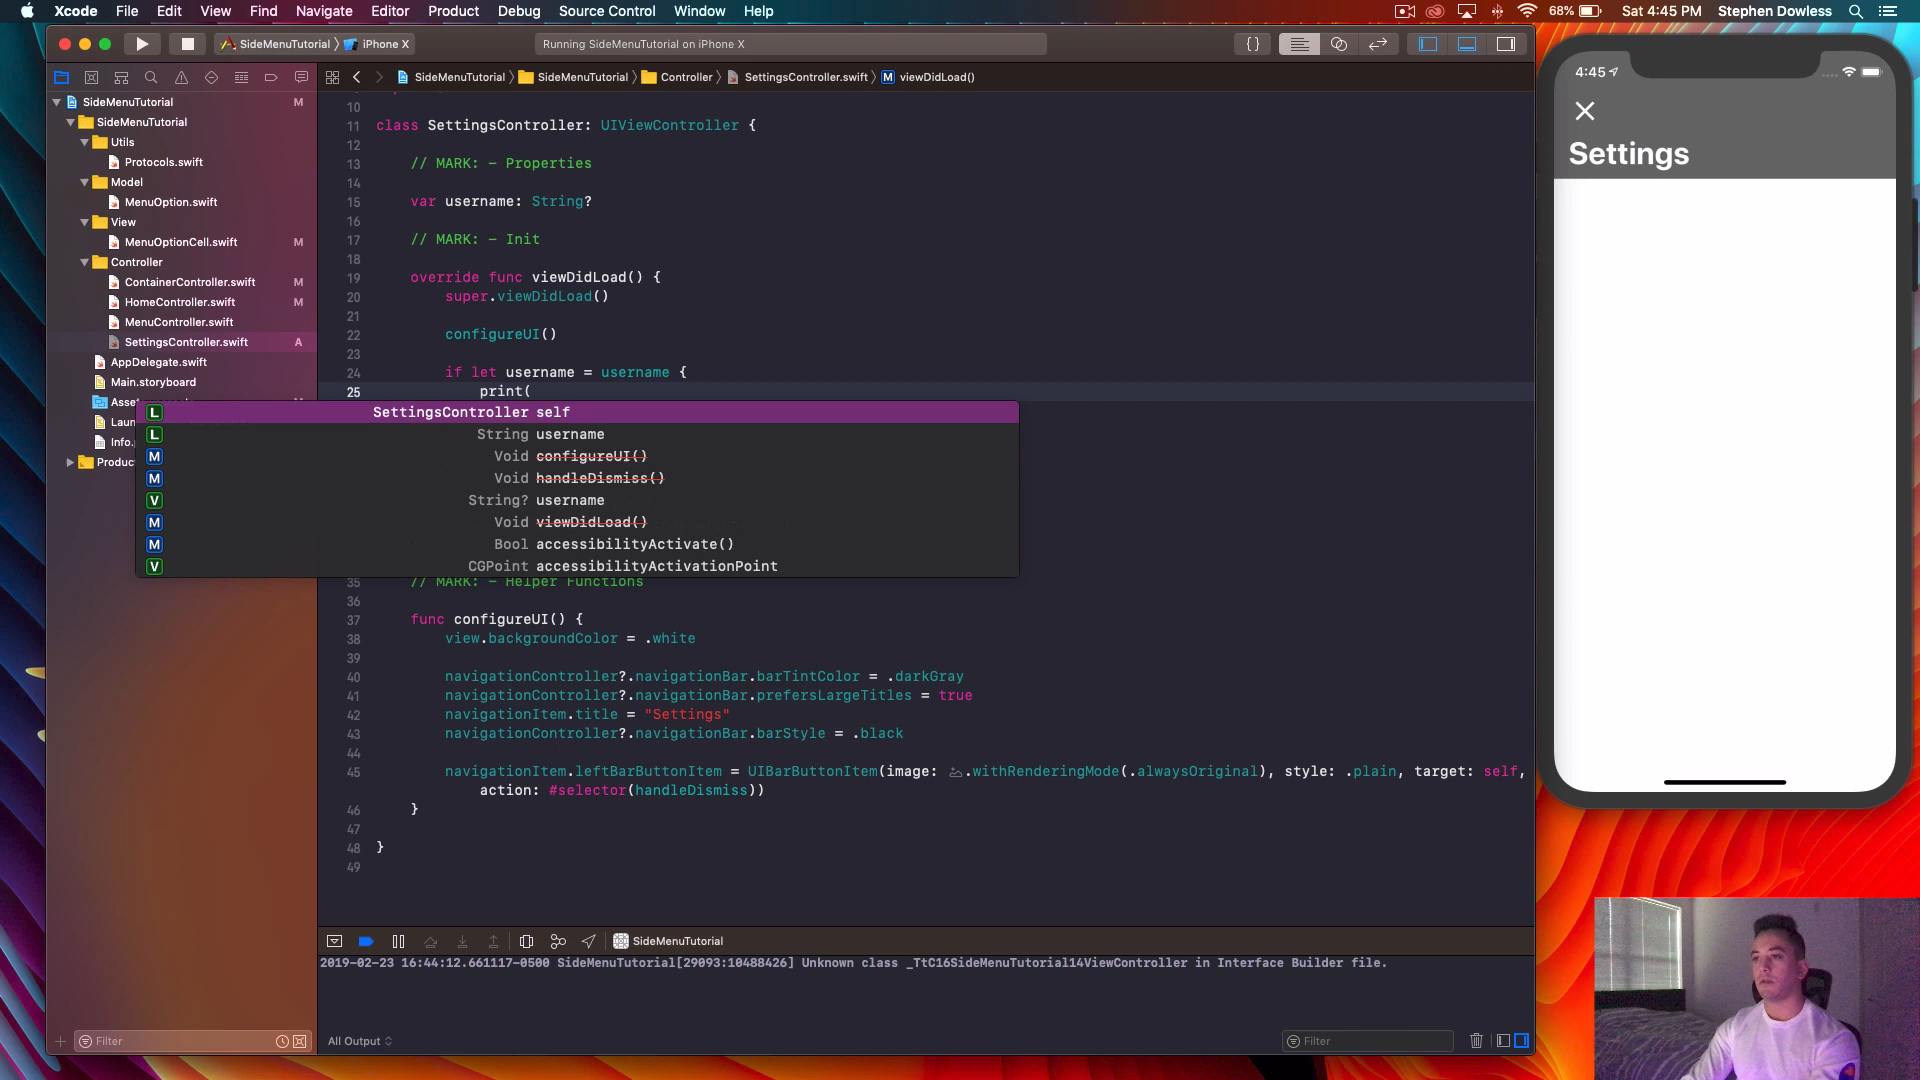 Xcode File Edit View Find Navigate Editor Product Debug Source Control Window Help
68% Sat 4:45 PM Stephen Dowless
SideMenuTutorial iPhone X
Running SideMenuTutorial on iPhone X
SideMenuTutorial SideMenuTutorial Controller SettingsController.swift M viewDidLoad()
SideMenuTutorial M
SideMenuTutorial
Utils
Protocols.swift
Model
MenuOption.swift
View
MenuOptionCell.swift M
Controller
ContainerController.swift M
HomeController.swift M
MenuController.swift
SettingsController.swift A
AppDelegate.swift
Main.storyboard
Info.
Filter
10
11 class SettingsController: UIViewController {
12
13 // MARK: - Properties
14
15 var username: String?
16
17 // MARK: - Init
18
19 override func viewDidLoad() {
20 super.viewDidLoad()
21
22 configureUI()
23
24 if let username = username {
25 print(
L SettingsController self
L String username
M Void configureUI()
M Void handleDismiss()
V String? username
M Void viewDidLoad()
M Bool accessibilityActivate()
V CGPoint accessibilityActivationPoint
35 // MARK: - Helper Functions
36
37 func configureUI() {
38 view.backgroundColor = .white
39
40 navigationController?.navigationBar.barTintColor = .darkGray
41 navigationController?.navigationBar.prefersLargeTitles = true
42 navigationItem.title = "Settings"
43 navigationController?.navigationBar.barStyle = .black
44
45 navigationItem.leftBarButtonItem = UIBarButtonItem(image: .withRenderingMode(.alwaysOriginal), style: .plain, target: self,
action: #selector(handleDismiss))
46 }
47
48 }
49
SideMenuTutorial
2019-02-23 16:44:12.661117-0500 SideMenuTutorial[29093:10488426] Unknown class _TtC16SideMenuTutorial14ViewController in Interface Builder file.
All Output
Filter
4:45
Settings